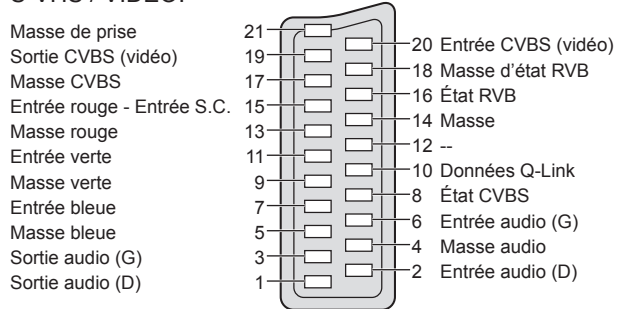 Masse de prise 21
Sortie CVBS (vidéo) 19
Masse CVBS 17
Entrée rouge - Entrée S.C. 15
Masse rouge 13
Entrée verte 11
Masse verte 9
Entrée bleue 7
Masse bleue 5
Sortie audio (G) 3
Sortie audio (D) 1
20 Entrée CVBS (vidéo)
18 Masse d'état RVB
16 État RVB
14 Masse
12 --
10 Données Q-Link
8 État CVBS
6 Entrée audio (G)
4 Masse audio
2 Entrée audio (D)